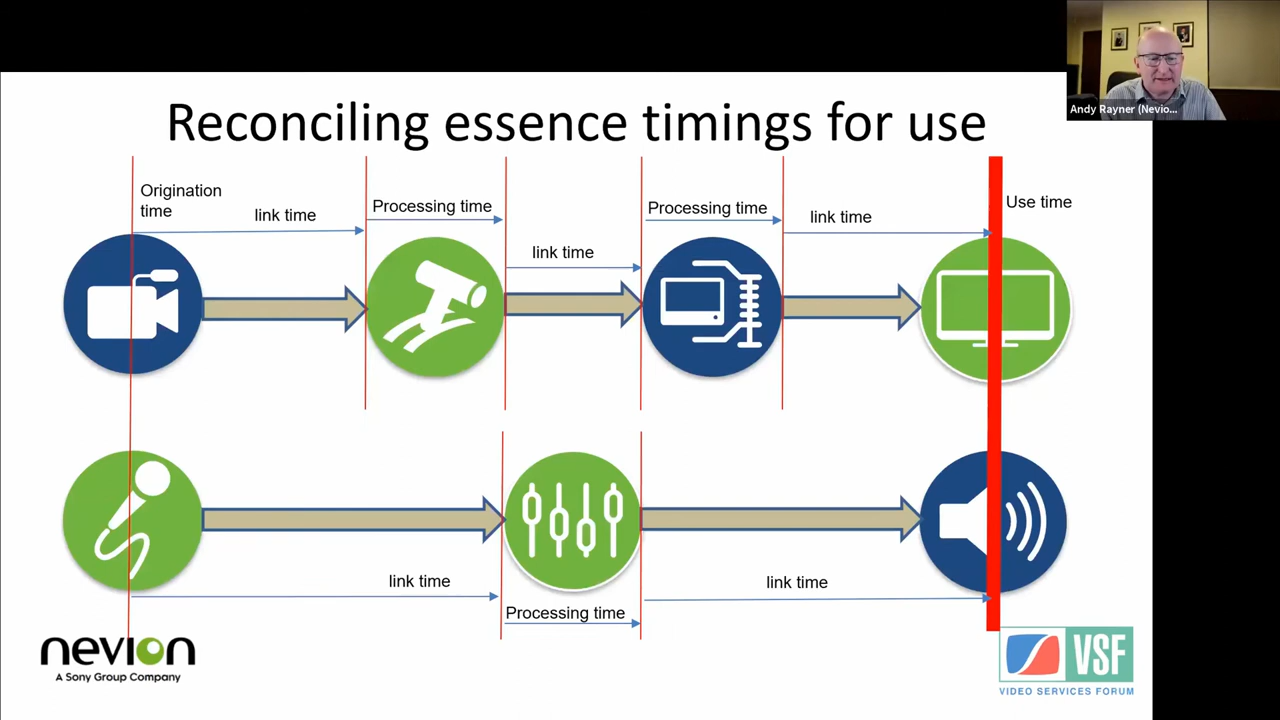 Andy Rayner (Nevio...
Reconciling essence timings for use
Origination
time
link time
Processing time
link time
Processing time
link time
Use time
link time
Processing time
link time
nevion
A Sony Group Company
VSF
VIDEO SERVICES FORUM